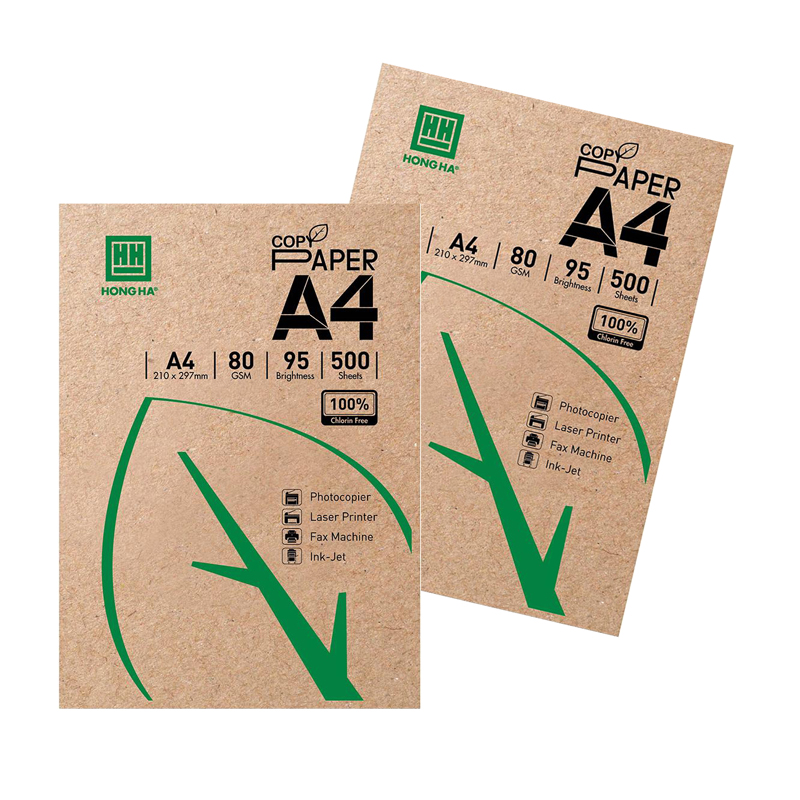 HH
HONG HA®
COPY
PAPER
A4
A4 | 80 | 95 | 500
210 x 297mm GSM Brightness Sheets
100%
Chlorin Free
Photocopier
Laser Printer
Fax Machine
Ink-Jet
HH
HONG HA®
COPY
PAPER
A4
A4 | 80 | 95 | 500
210 x 297mm GSM Brightness Sheets
100%
Chlorin Free
Photocopier
Laser Printer
Fax Machine
Ink-Jet